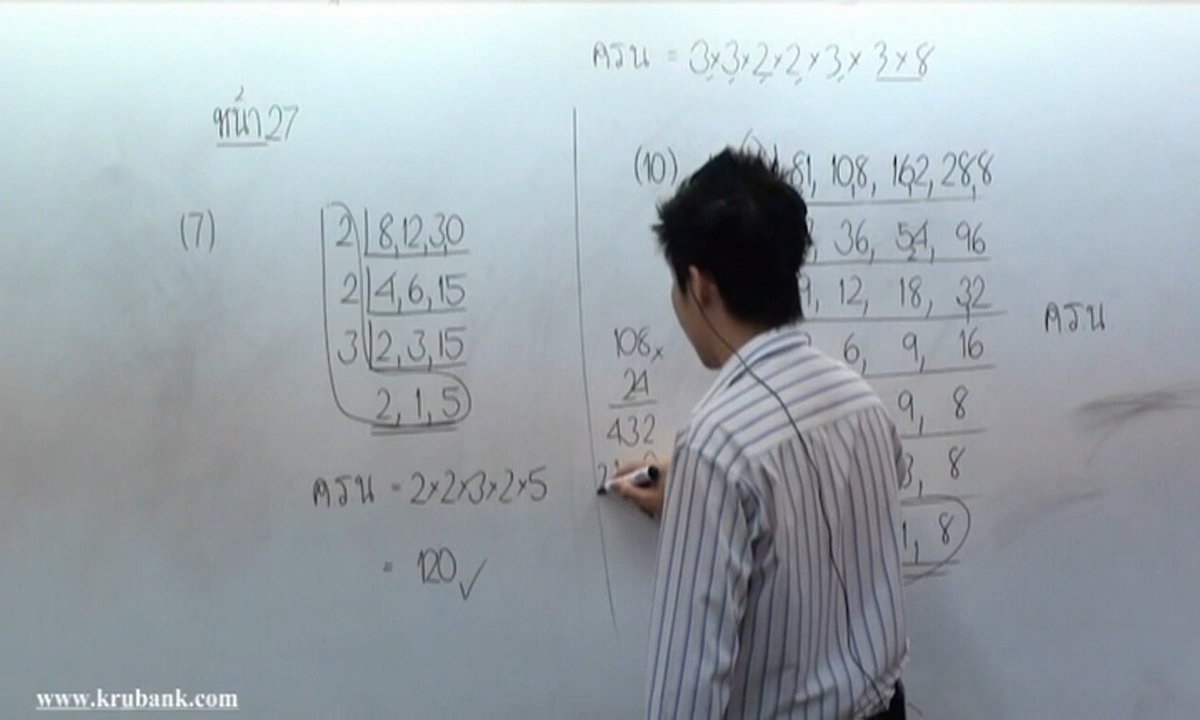 ครน = 3×3×2×2×3×3×8
หน้า 27
(7)
2 8,12,30
2 4,6,15
3 2,3,15
2,1,5
ครน = 2×2×3×2×5
= 120 ✓
(10) 81, 108, 162, 288
36, 54, 96
9, 12, 18, 32
6, 9, 16
9, 8
3, 8
1, 8
108 ×
24
432
ครน
www.krubank.com